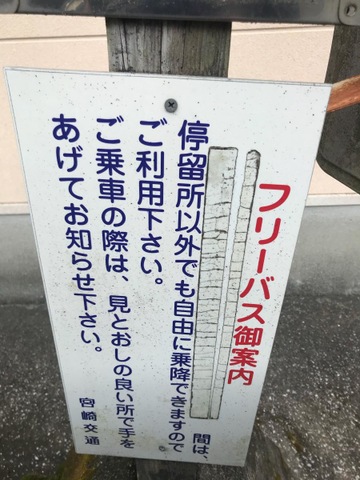 フリーバス御案内
間は、
停留所以外でも自由に乗降できますので
ご利用下さい。
ご乗車の際は、見とおしの良い所で手を
あげてお知らせ下さい。
宮崎交通